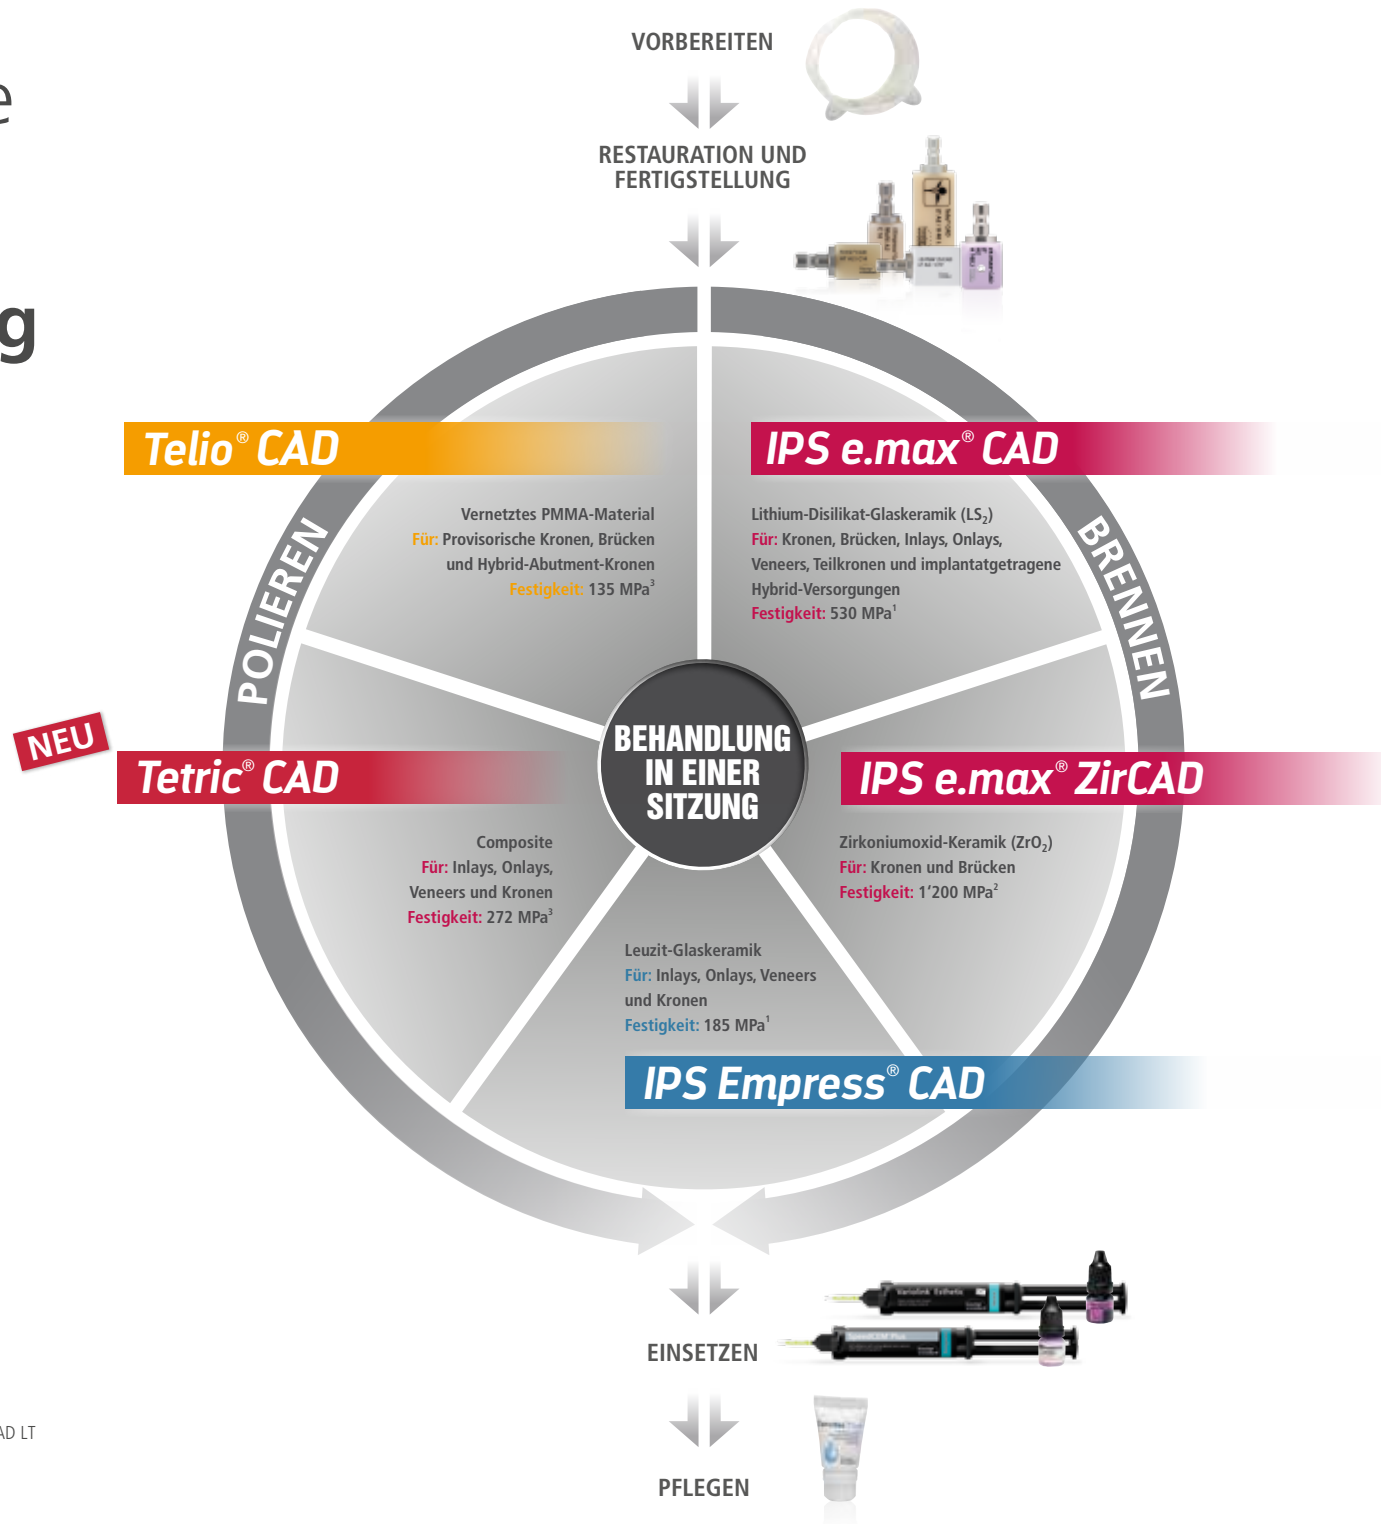 e
g
VORBEREITEN
RESTAURATION UND
FERTIGSTELLUNG
Telio® CAD
Vernetztes PMMA-Material
Für: Provisorische Kronen, Brücken
und Hybrid-Abutment-Kronen
Festigkeit: 135 MPa³
IPS e.max® CAD
Lithium-Disilikat-Glaskeramik (LS₂)
Für: Kronen, Brücken, Inlays, Onlays,
Veneers, Teilkronen und implantatgetragene
Hybrid-Versorgungen
Festigkeit: 530 MPa¹
POLIEREN
BRENNEN
BEHANDLUNG
IN EINER
SITZUNG
NEU
Tetric® CAD
Composite
Für: Inlays, Onlays,
Veneers und Kronen
Festigkeit: 272 MPa³
IPS e.max® ZirCAD
Zirkoniumoxid-Keramik (ZrO₂)
Für: Kronen und Brücken
Festigkeit: 1’200 MPa²
Leuzit-Glaskeramik
Für: Inlays, Onlays, Veneers
und Kronen
Festigkeit: 185 MPa¹
IPS Empress® CAD
Variolink Esthetic
SpeedCEM Plus
EINSETZEN
AD LT
PFLEGEN